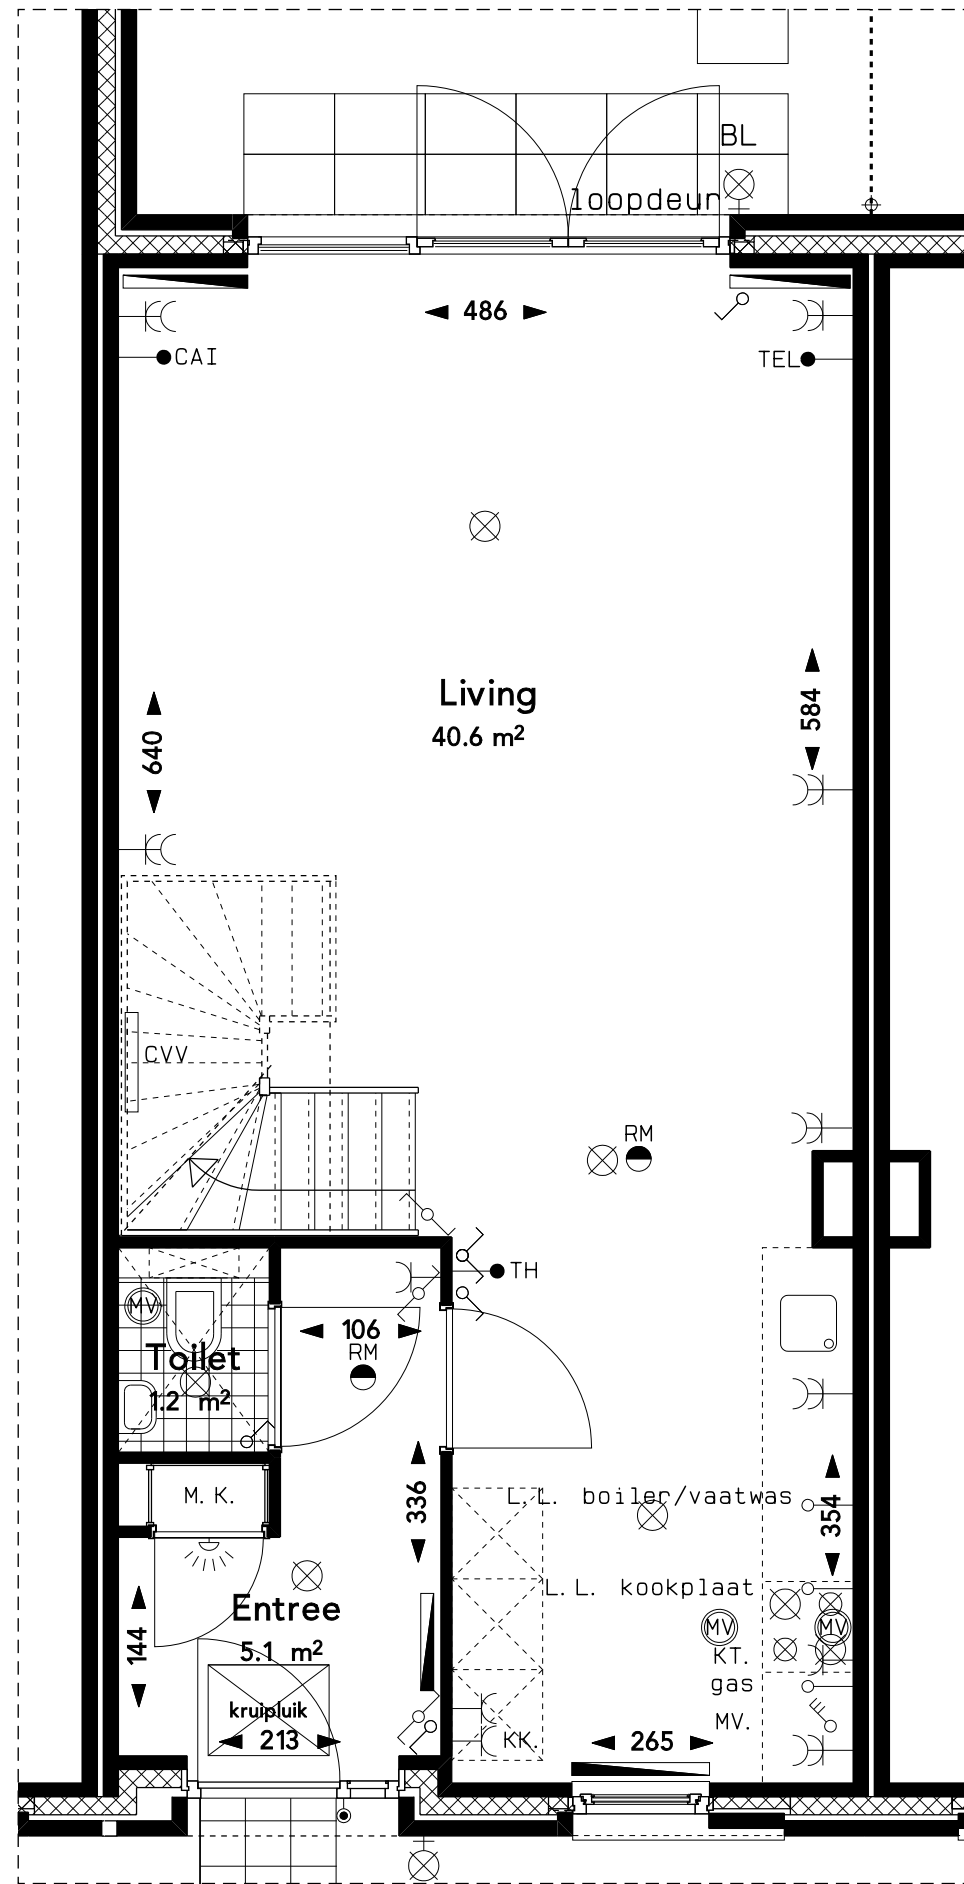 BL
loopdeur
486
CAI
TEL
Living
40.6 m²
640
584
CVV
RM
TH
MV
106
RM
Toilet
1.2 m²
M. K.
336
L.L. boiler/vaatwas
354
L.L. kookplaat
Entree
5.1 m²
144
MV
MV
KT.
gas
kruipluik
MV.
213
KK.
265